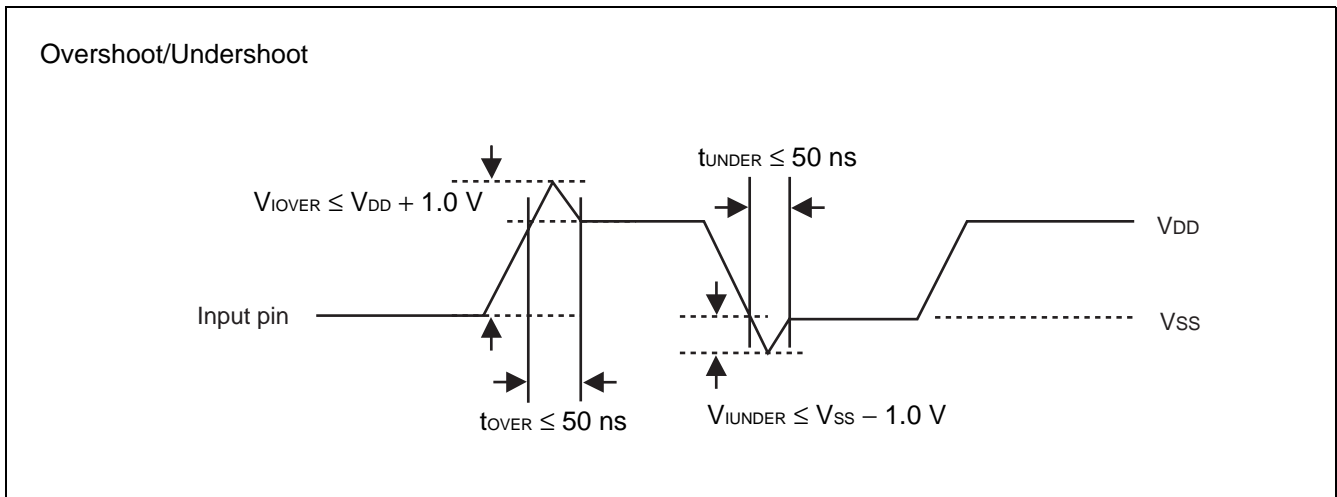 Overshoot/Undershoot
tUNDER ≤ 50 ns
VIOVER ≤ VDD + 1.0 V
VDD
Input pin
VSS
tOVER ≤ 50 ns
VIUNDER ≤ VSS − 1.0 V